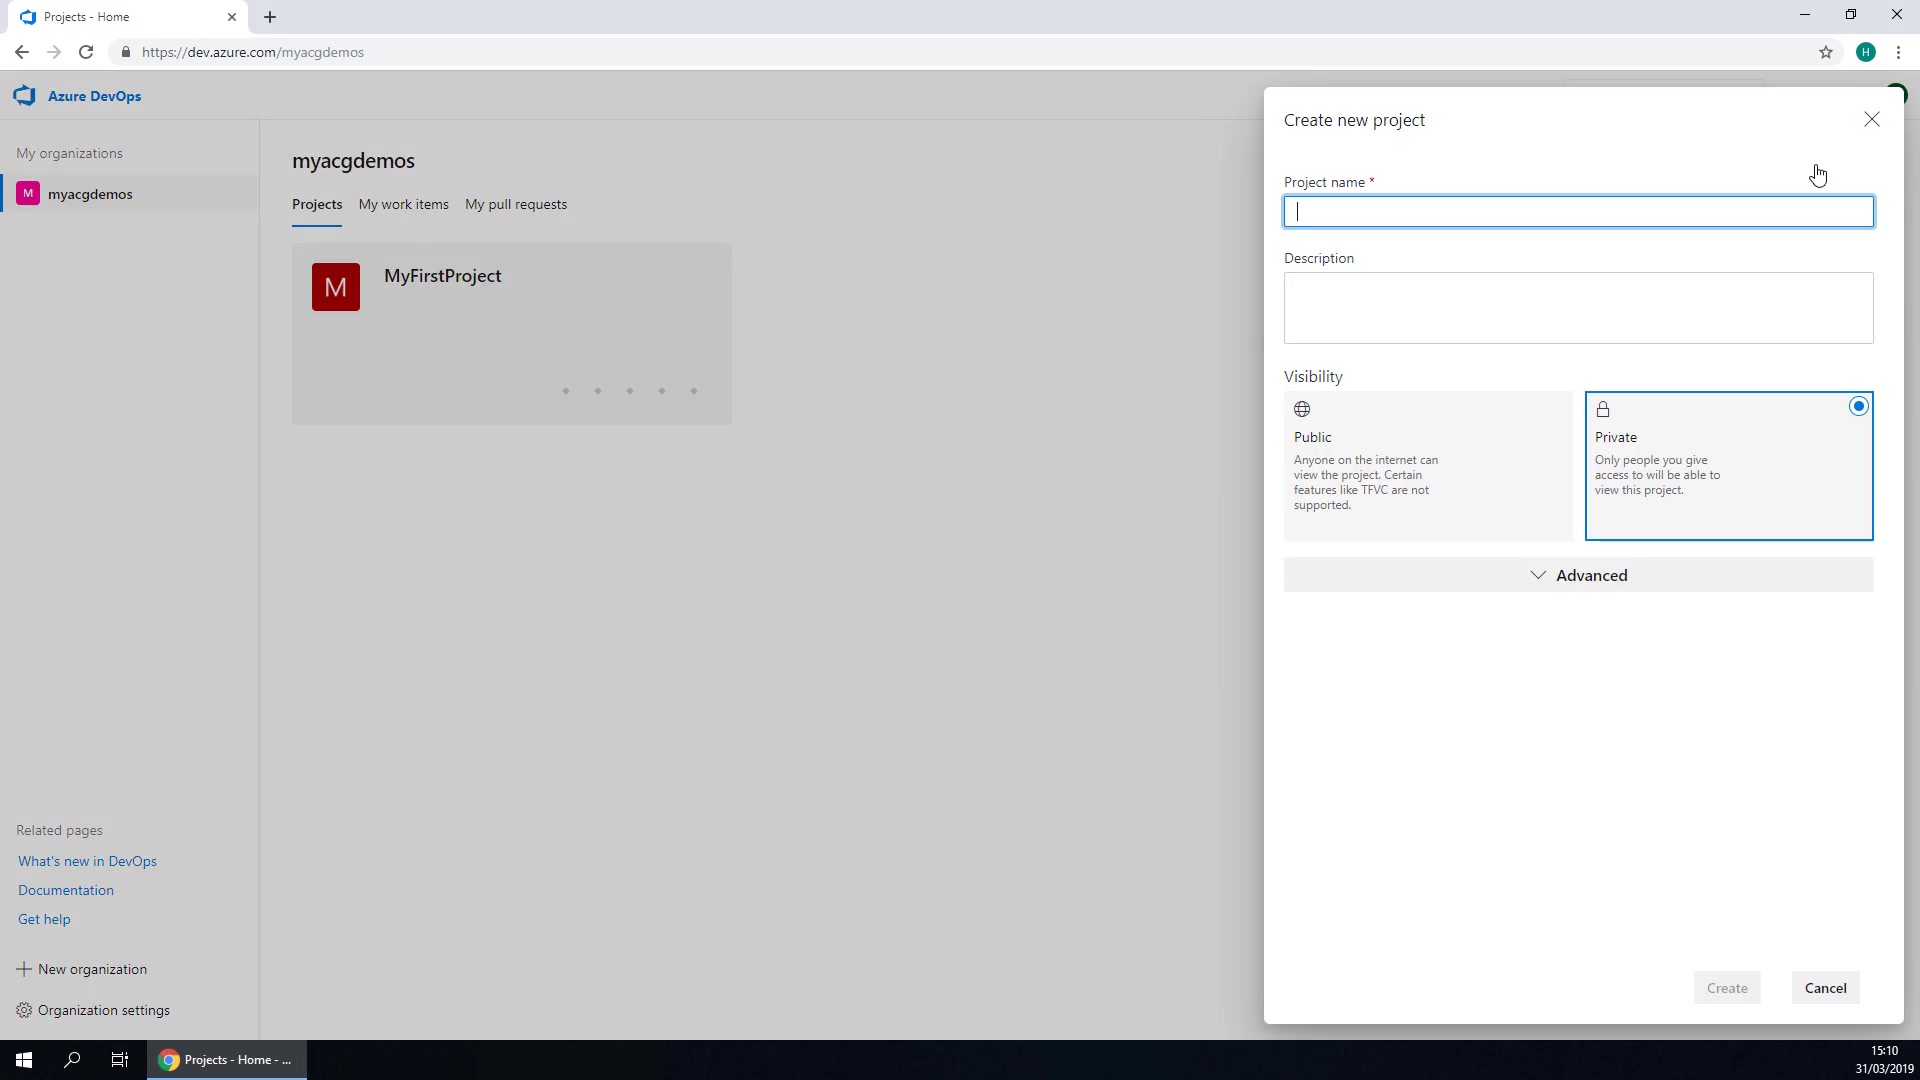 Projects - Home
https://dev.azure.com/myacgdemos
H
Azure DevOps
My organizations
M myacgdemos
myacgdemos
Projects My work items My pull requests
M MyFirstProject
Related pages
What's new in DevOps
Documentation
Get help
New organization
Organization settings
Create new project
Project name *
Description
Visibility
Public
Anyone on the internet can
view the project. Certain
features like TFVC are not
supported.
Private
Only people you give
access to will be able to
view this project.
Advanced
Create Cancel
Projects - Home - ...
15:10
31/03/2019